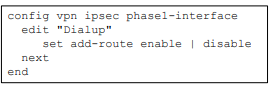 config vpn ipsec phase1-interface
edit "Dialup"
set add-route enable | disable
next
end